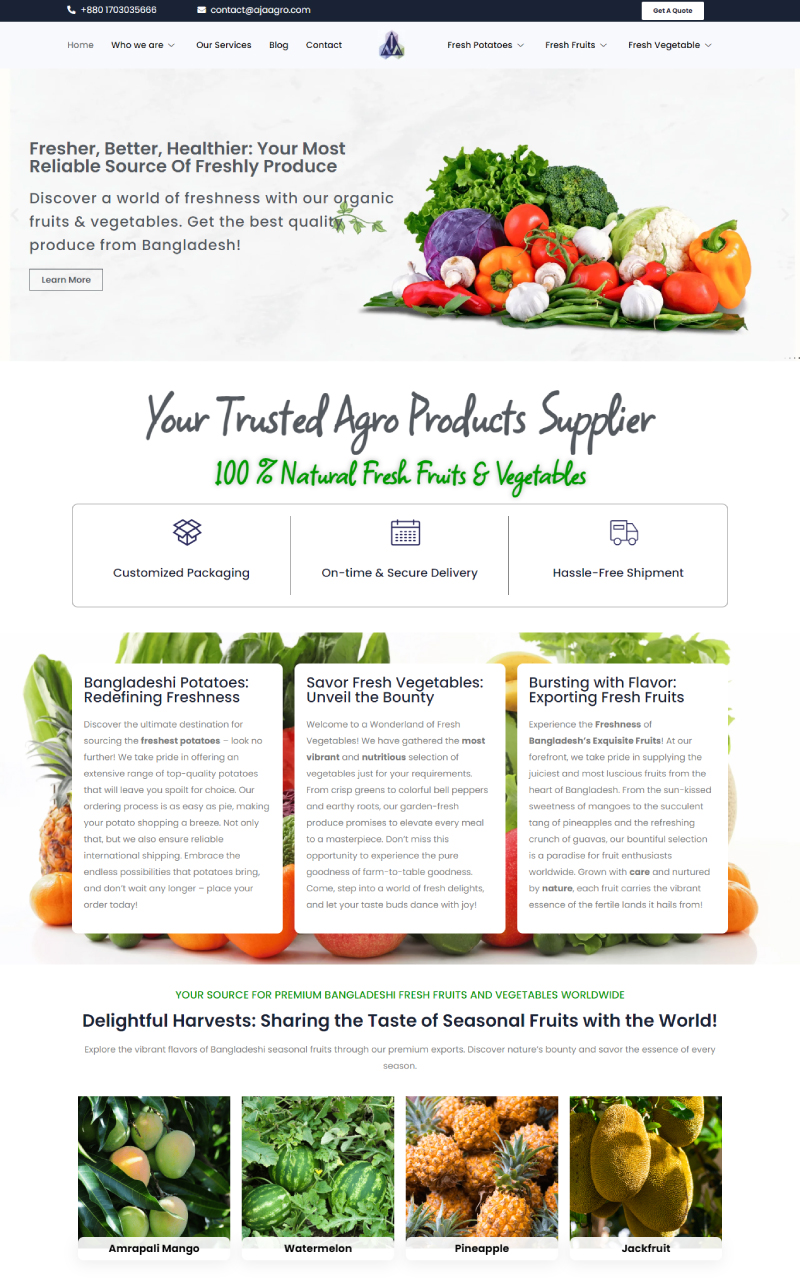 +880 1703035666
contact@ajaagro.com
Get A Quote
Home
Who we are
Our Services
Blog
Contact
Fresh Potatoes
Fresh Fruits
Fresh Vegetable
Fresher, Better, Healthier: Your Most
Reliable Source Of Freshly Produce
Discover a world of freshness with our organic
fruits & vegetables. Get the best quality
produce from Bangladesh!
Learn More
Your Trusted Agro Products Supplier
100 % Natural Fresh Fruits & Vegetables
Customized Packaging
On-time & Secure Delivery
Hassle-Free Shipment
Bangladeshi Potatoes:
Redefining Freshness
Discover the ultimate destination for
sourcing the freshest potatoes – look no
further! We take pride in offering an
extensive range of top-quality potatoes
that will leave you spoilt for choice. Our
ordering process is as easy as pie, making
your potato shopping a breeze. Not only
that, but we also ensure reliable
international shipping. Embrace the
endless possibilities that potatoes bring,
and don't wait any longer – place your
order today!
Savor Fresh Vegetables:
Unveil the Bounty
Welcome to a Wonderland of Fresh
Vegetables! We have gathered the most
vibrant and nutritious selection of
vegetables just for your requirements.
From crisp greens to colorful bell peppers
and earthy roots, our garden-fresh
produce promises to elevate every meal
to a masterpiece. Don't miss this
opportunity to experience the pure
goodness of farm-to-table goodness.
Come, step into a world of fresh delights,
and let your taste buds dance with joy!
Bursting with Flavor:
Exporting Fresh Fruits
Experience the Freshness of
Bangladesh's Exquisite Fruits! At our
forefront, we take pride in supplying the
juiciest and most luscious fruits from the
heart of Bangladesh. From the sun-kissed
sweetness of mangoes to the succulent
tang of pineapples and the refreshing
crunch of guavas, our bountiful selection
is a paradise for fruit enthusiasts
worldwide. Grown with care and nurtured
by nature, each fruit carries the vibrant
essence of the fertile lands it hails from!
YOUR SOURCE FOR PREMIUM BANGLADESHI FRESH FRUITS AND VEGETABLES WORLDWIDE
Delightful Harvests: Sharing the Taste of Seasonal Fruits with the World!
Explore the vibrant flavors of Bangladeshi seasonal fruits through our premium exports. Discover nature's bounty and savor the essence of every
season.
Amrapali Mango
Watermelon
Pineapple
Jackfruit